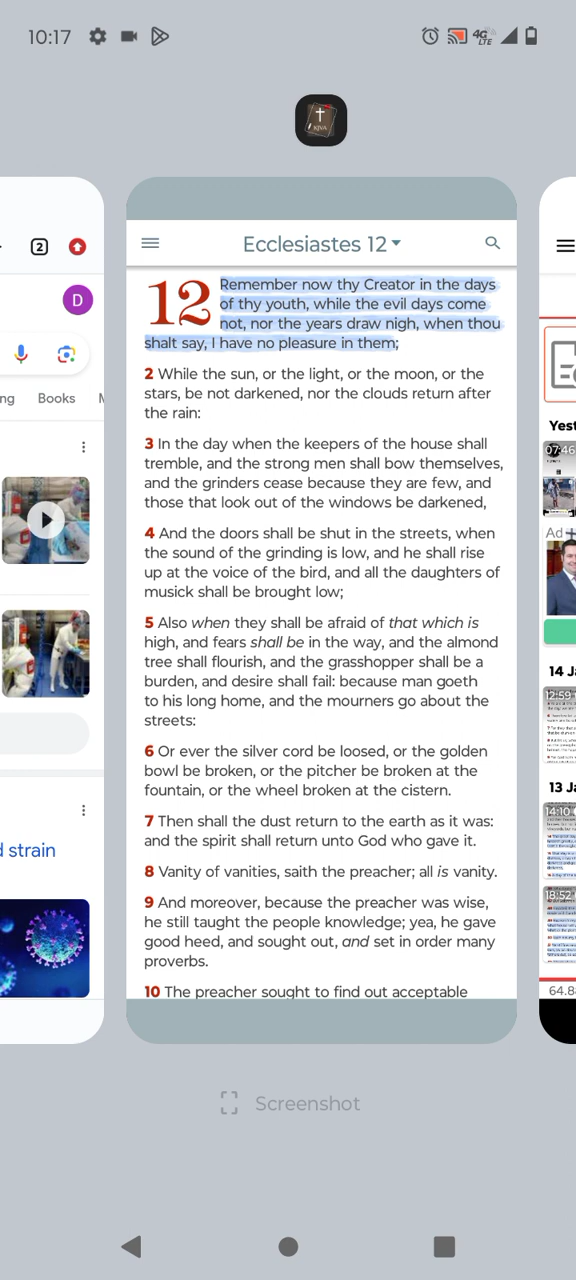 10:17
4G
LTE
KJVA
2
D
ng
Books
d strain
Ecclesiastes 12
12 Remember now thy Creator in the days
of thy youth, while the evil days come
not, nor the years draw nigh, when thou
shalt say, I have no pleasure in them;
2 While the sun, or the light, or the moon, or the
stars, be not darkened, nor the clouds return after
the rain:
3 In the day when the keepers of the house shall
tremble, and the strong men shall bow themselves,
and the grinders cease because they are few, and
those that look out of the windows be darkened,
4 And the doors shall be shut in the streets, when
the sound of the grinding is low, and he shall rise
up at the voice of the bird, and all the daughters of
musick shall be brought low;
5 Also when they shall be afraid of that which is
high, and fears shall be in the way, and the almond
tree shall flourish, and the grasshopper shall be a
burden, and desire shall fail: because man goeth
to his long home, and the mourners go about the
streets:
6 Or ever the silver cord be loosed, or the golden
bowl be broken, or the pitcher be broken at the
fountain, or the wheel broken at the cistern.
7 Then shall the dust return to the earth as it was:
and the spirit shall return unto God who gave it.
8 Vanity of vanities, saith the preacher; all is vanity.
9 And moreover, because the preacher was wise,
he still taught the people knowledge; yea, he gave
good heed, and sought out, and set in order many
proverbs.
10 The preacher sought to find out acceptable
Yest
07:46
Ad
14 Ja
12:59
13 Ja
14:10
18:52
64.8
Screenshot